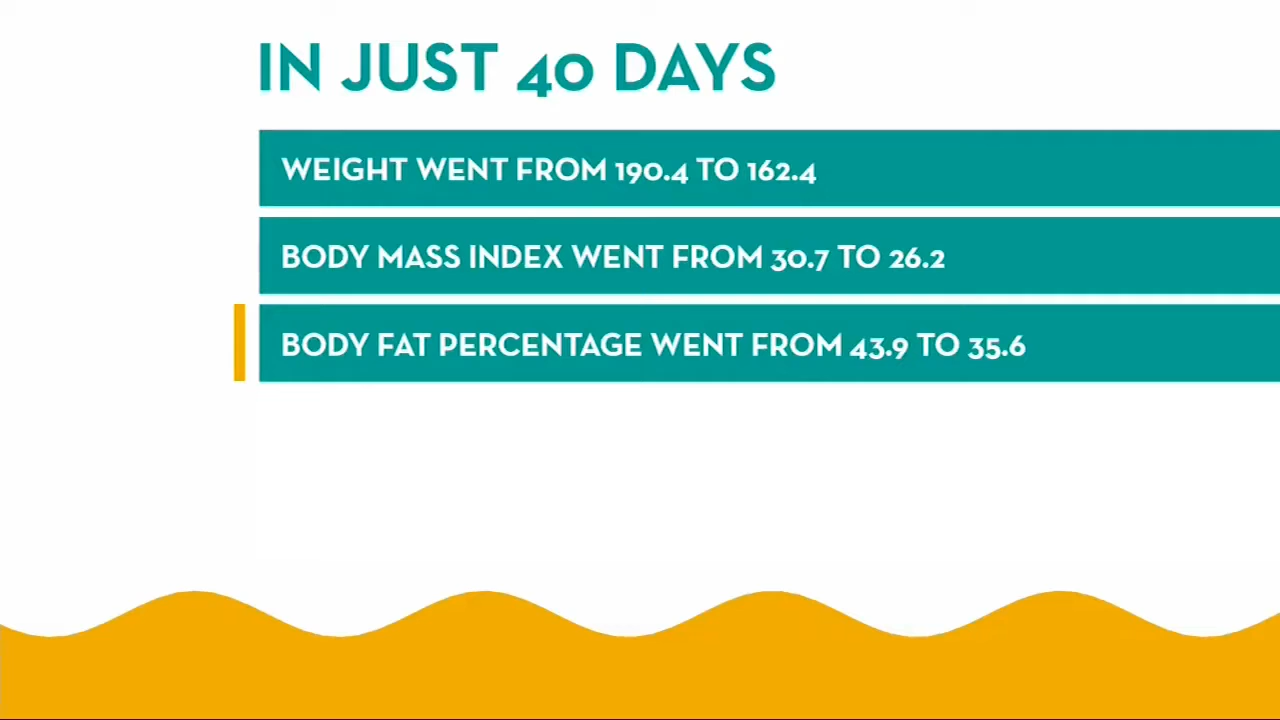 IN JUST 40 DAYS
WEIGHT WENT FROM 190.4 TO 162.4
BODY MASS INDEX WENT FROM 30.7 TO 26.2
BODY FAT PERCENTAGE WENT FROM 43.9 TO 35.6